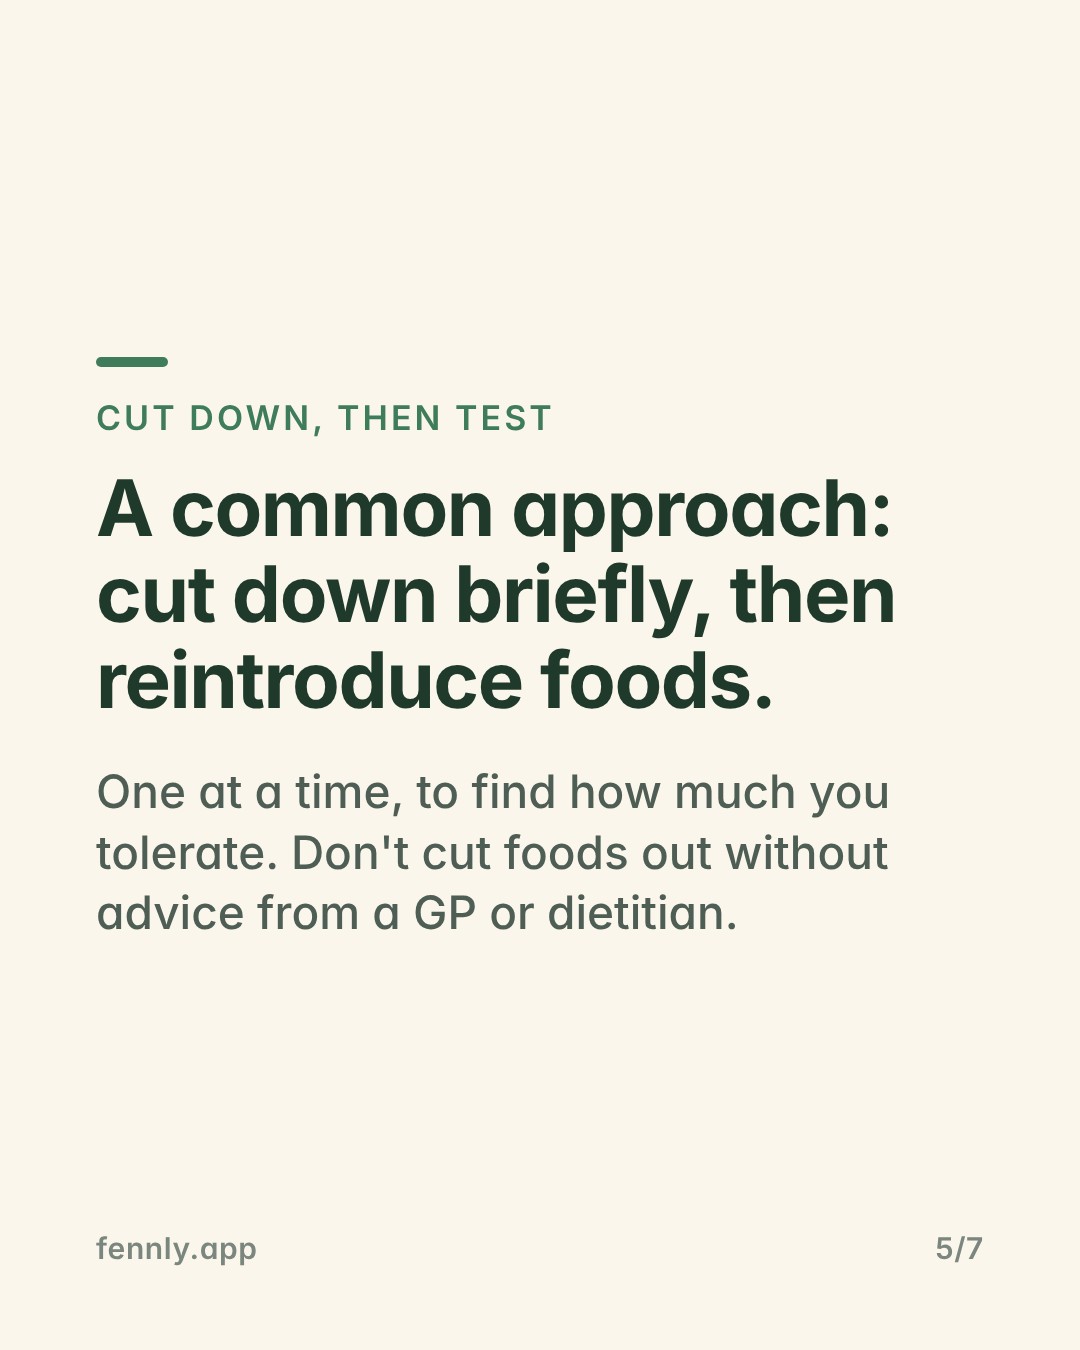 CUT DOWN, THEN TEST
A common approach:
cut down briefly, then
reintroduce foods.
One at a time, to find how much you
tolerate. Don't cut foods out without
advice from a GP or dietitian.
fennly.app
5/7